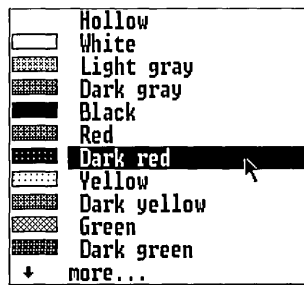 Hollow
White
Light gray
Dark gray
Black
Red
Dark red
Yellow
Dark yellow
Green
Dark green
more...